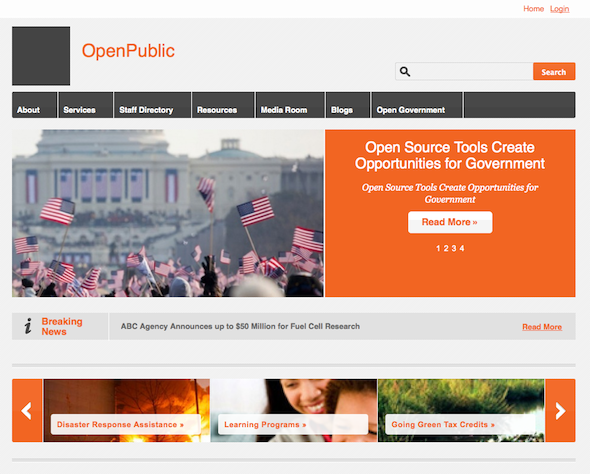 Home Login
OpenPublic
Search
About Services Staff Directory Resources Media Room Blogs Open Government
Open Source Tools Create
Opportunities for Government
Open Source Tools Create Opportunities for
Government
Read More »
1 2 3 4
Breaking
News
ABC Agency Announces up to $50 Million for Fuel Cell Research
Read More
Disaster Response Assistance »
Learning Programs »
Going Green Tax Credits »